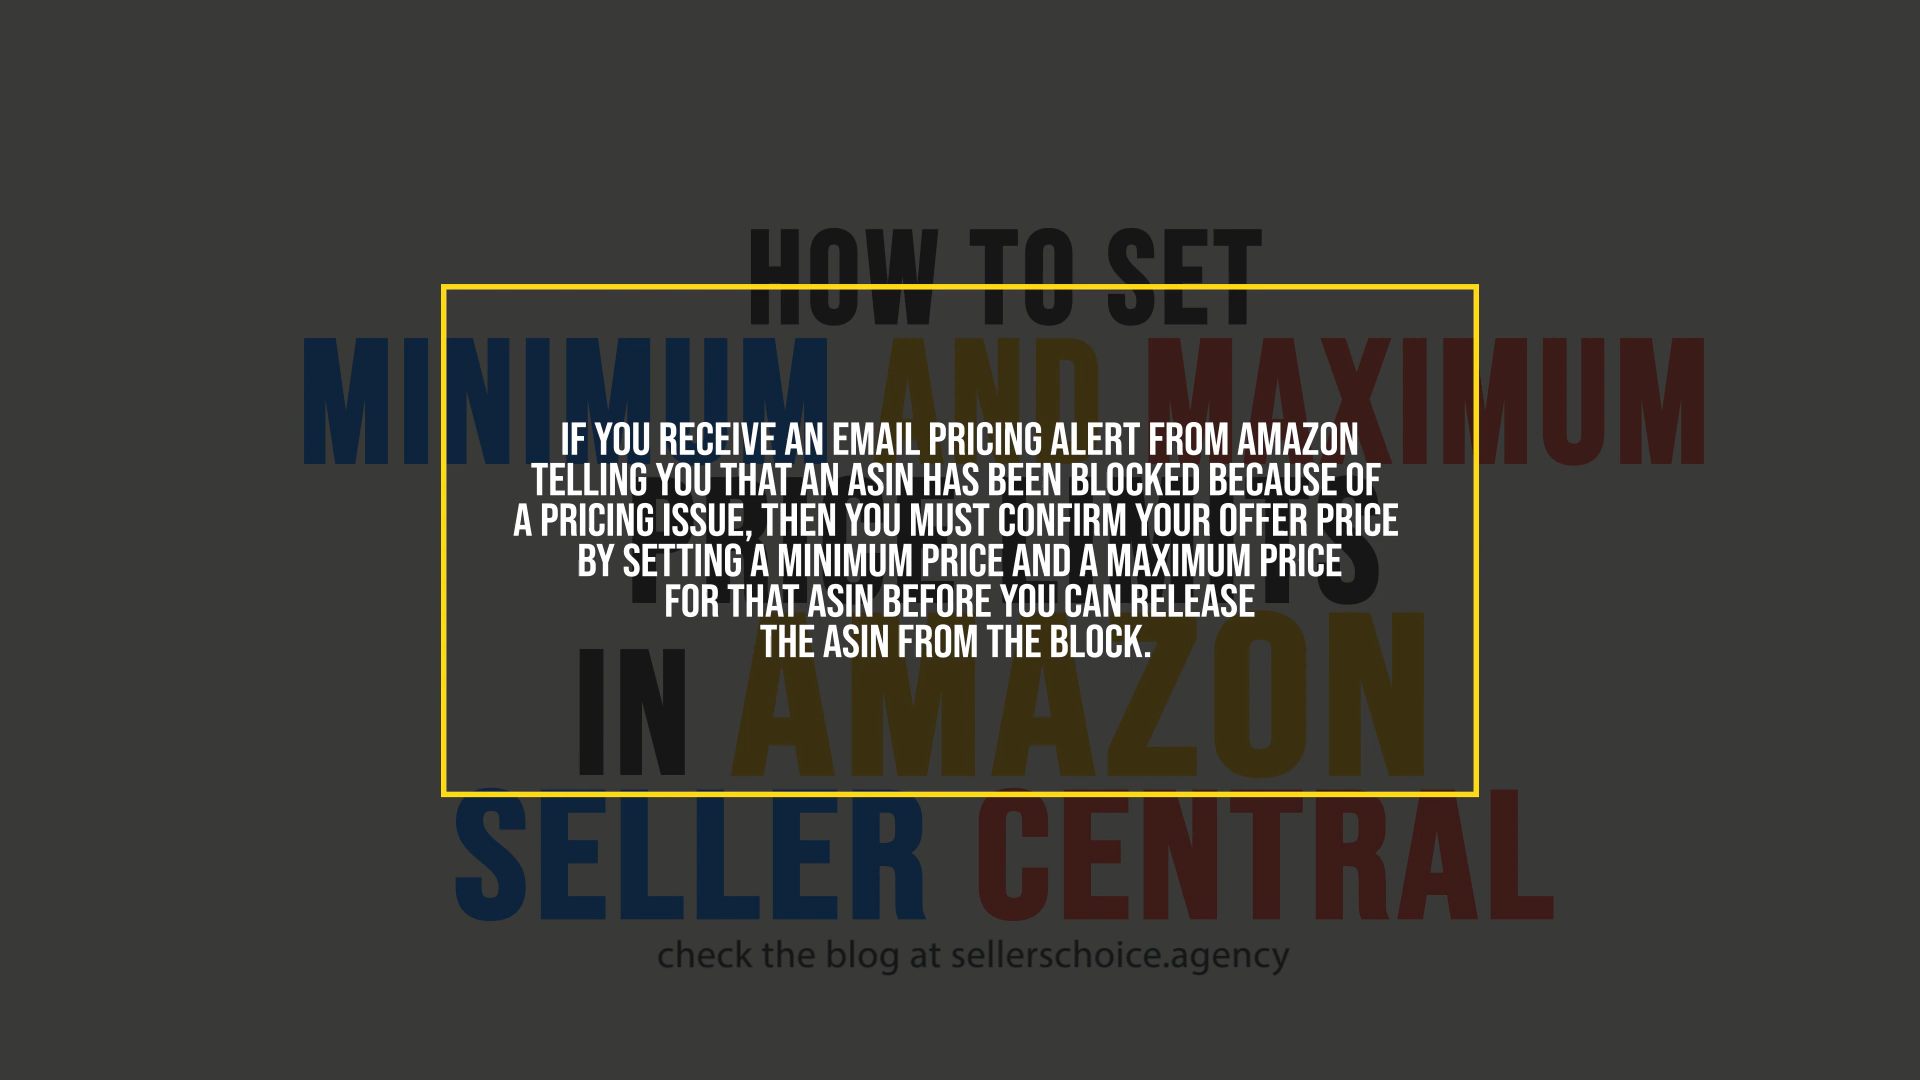 HOW TO SET
MINIMUM AND MAXIMUM
PRICE LIMITS
IN AMAZON
SELLER CENTRAL
check the blog at sellerschoice.agency
IF YOU RECEIVE AN EMAIL PRICING ALERT FROM AMAZON
TELLING YOU THAT AN ASIN HAS BEEN BLOCKED BECAUSE OF
A PRICING ISSUE, THEN YOU MUST CONFIRM YOUR OFFER PRICE
BY SETTING A MINIMUM PRICE AND A MAXIMUM PRICE
FOR THAT ASIN BEFORE YOU CAN RELEASE
THE ASIN FROM THE BLOCK.